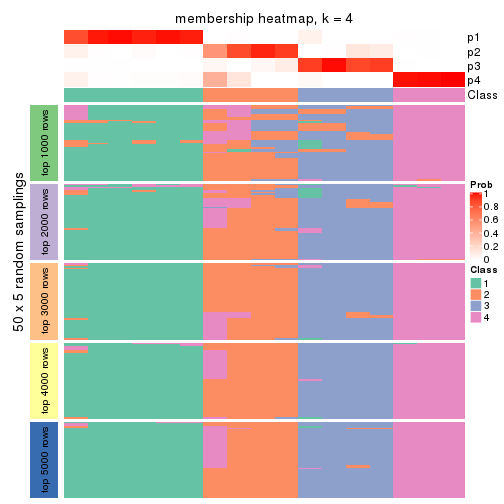 membership heatmap, k = 4
p1
p2
p3
p4
Class
50 x 5 random samplings
top 1000 rows
top 2000 rows
top 3000 rows
top 4000 rows
top 5000 rows
Prob
1
0.8
0.6
0.4
0.2
0
Class
1
2
3
4